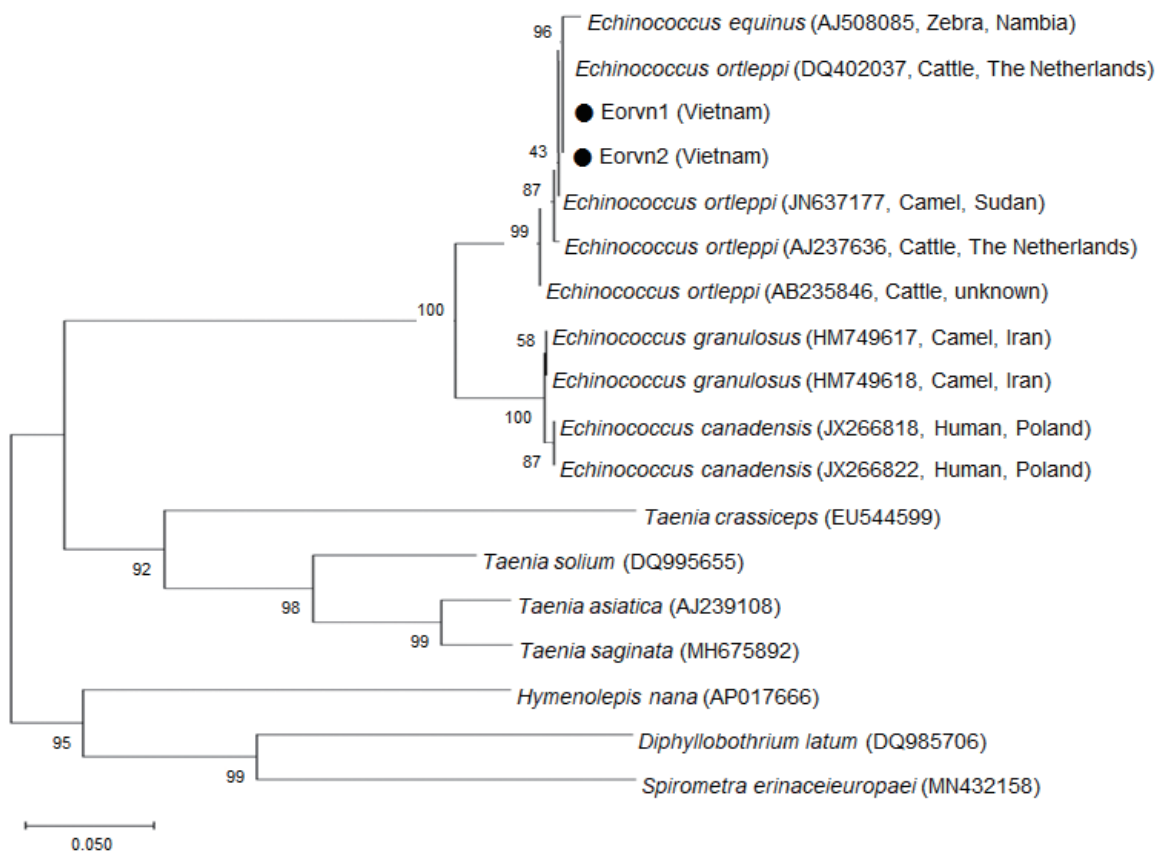 96
Echinococcus equinus (AJ508085, Zebra, Nambia)
Echinococcus ortleppi (DQ402037, Cattle, The Netherlands)
Eorvn1 (Vietnam)
43
Eorvn2 (Vietnam)
87
Echinococcus ortleppi (JN637177, Camel, Sudan)
99
Echinococcus ortleppi (AJ237636, Cattle, The Netherlands)
Echinococcus ortleppi (AB235846, Cattle, unknown)
100
58
Echinococcus granulosus (HM749617, Camel, Iran)
Echinococcus granulosus (HM749618, Camel, Iran)
100
Echinococcus canadensis (JX266818, Human, Poland)
87
Echinococcus canadensis (JX266822, Human, Poland)
Taenia crassiceps (EU544599)
92
Taenia solium (DQ995655)
98
Taenia asiatica (AJ239108)
99
Taenia saginata (MH675892)
Hymenolepis nana (AP017666)
95
Diphyllobothrium latum (DQ985706)
99
Spirometra erinaceieuropaei (MN432158)
0.050